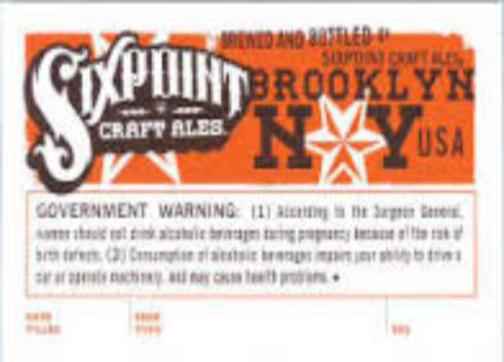 SIXPOINT
CRAFT ALES.
BREWED AND BOTTLED BY
SIXPOINT CRAFT ALES,
BROOKLYN
N Y USA
GOVERNMENT WARNING: (1) According to the Surgeon General,
women should not drink alcoholic beverages during pregnancy because of the risk of
birth defects. (2) Consumption of alcoholic beverages impairs your ability to drive a
car or operate machinery, and may cause health problems.
DATE
FILLED
BEER
TYPE